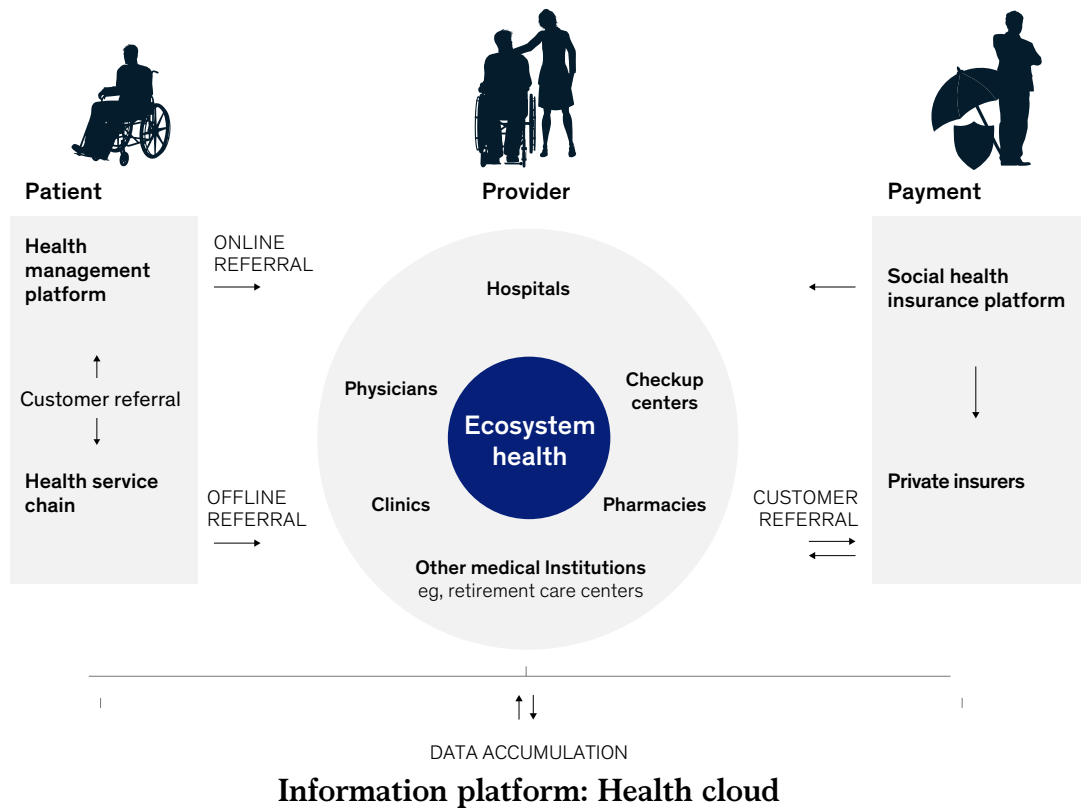 Patient
Provider
Payment
Health
management
platform
Customer referral
Health service
chain
ONLINE
REFERRAL
OFFLINE
REFERRAL
Hospitals
Physicians
Checkup
centers
Ecosystem
health
Clinics
Pharmacies
Other medical Institutions
eg, retirement care centers
CUSTOMER
REFERRAL
Social health
insurance platform
Private insurers
DATA ACCUMULATION
Information platform: Health cloud